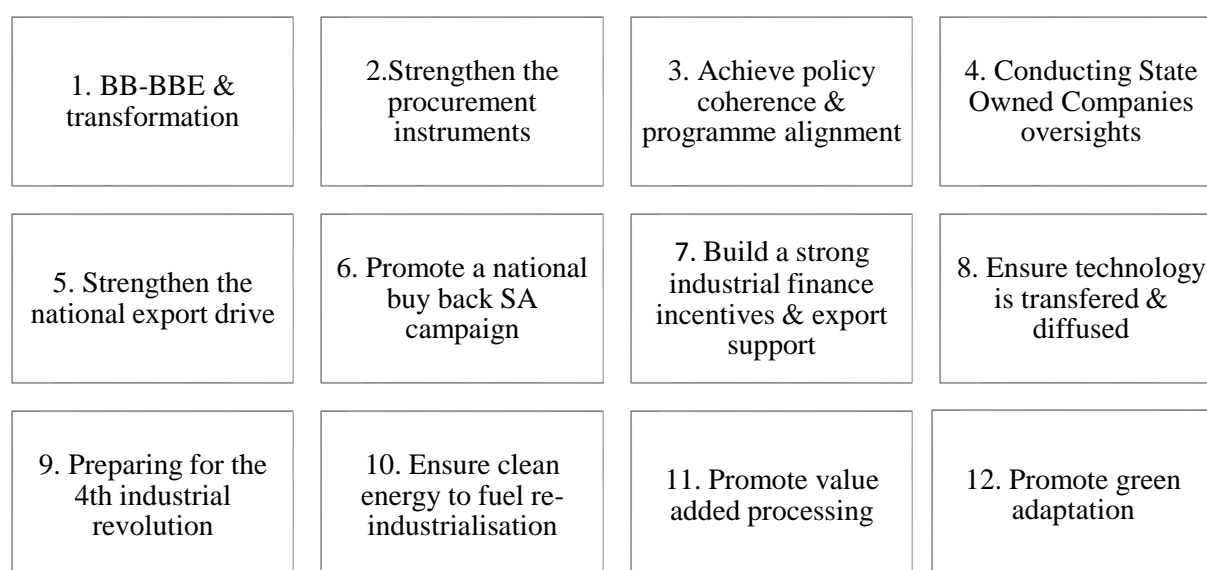 1. BB-BBE &
transformation
2.Strengthen the
procurement
instruments
3. Achieve policy
coherence &
programme alignment
4. Conducting State
Owned Companies
oversights
5. Strengthen the
national export drive
6. Promote a national
buy back SA
campaign
7. Build a strong
industrial finance
incentives & export
support
8. Ensure technology
is transfered &
diffused
9. Preparing for the
4th industrial
revolution
10. Ensure clean
energy to fuel re-
industrialisation
11. Promote value
added processing
12. Promote green
adaptation